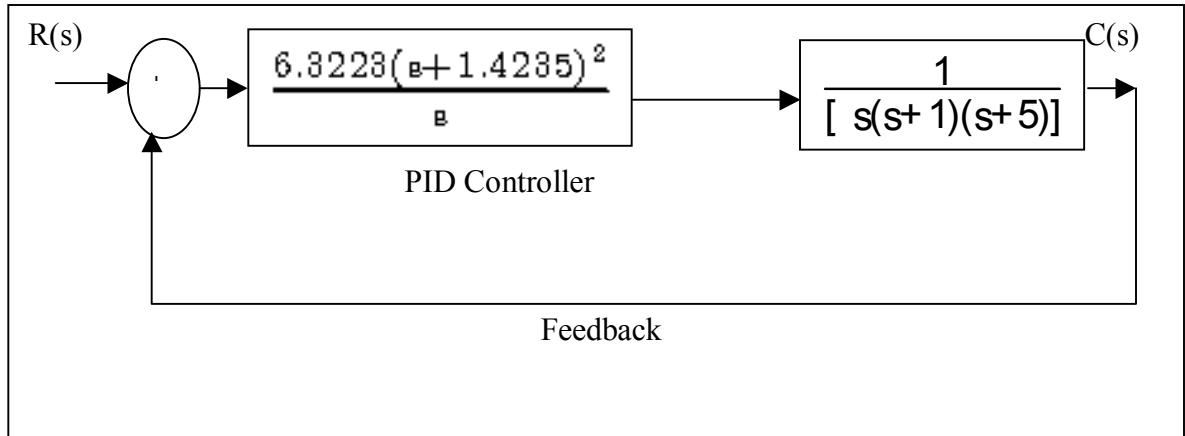 R(s)
C(s)
6.3223(s+1.4235)²
s
1
[ s(s+1)(s+5)]
PID Controller
Feedback